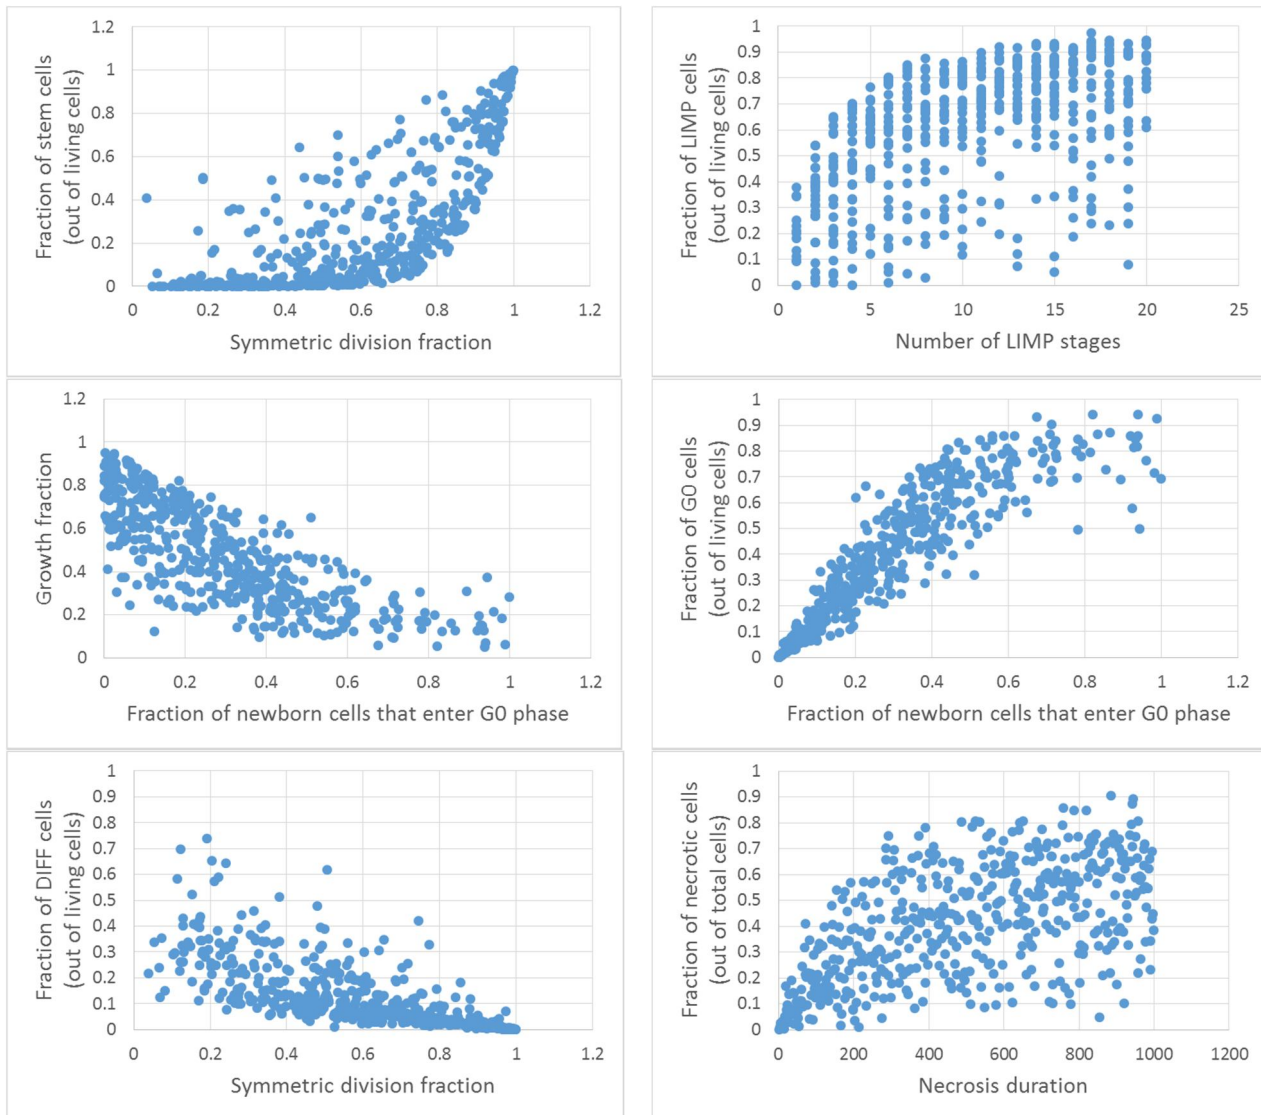 Fraction of stem cells
(out of living cells)
1.2
1
0.8
0.6
0.4
0.2
0
0 0.2 0.4 0.6 0.8 1 1.2
Symmetric division fraction
Fraction of LIMP cells
(out of living cells)
1
0.9
0.8
0.7
0.6
0.5
0.4
0.3
0.2
0.1
0
0 5 10 15 20 25
Number of LIMP stages
Growth fraction
1.2
1
0.8
0.6
0.4
0.2
0
0 0.2 0.4 0.6 0.8 1 1.2
Fraction of newborn cells that enter G0 phase
Fraction of G0 cells
(out of living cells)
1
0.9
0.8
0.7
0.6
0.5
0.4
0.3
0.2
0.1
0
0 0.2 0.4 0.6 0.8 1 1.2
Fraction of newborn cells that enter G0 phase
Fraction of DIFF cells
(out of living cells)
1
0.9
0.8
0.7
0.6
0.5
0.4
0.3
0.2
0.1
0
0 0.2 0.4 0.6 0.8 1 1.2
Symmetric division fraction
Fraction of necrotic cells
(out of total cells)
1
0.9
0.8
0.7
0.6
0.5
0.4
0.3
0.2
0.1
0
0 200 400 600 800 1000 1200
Necrosis duration